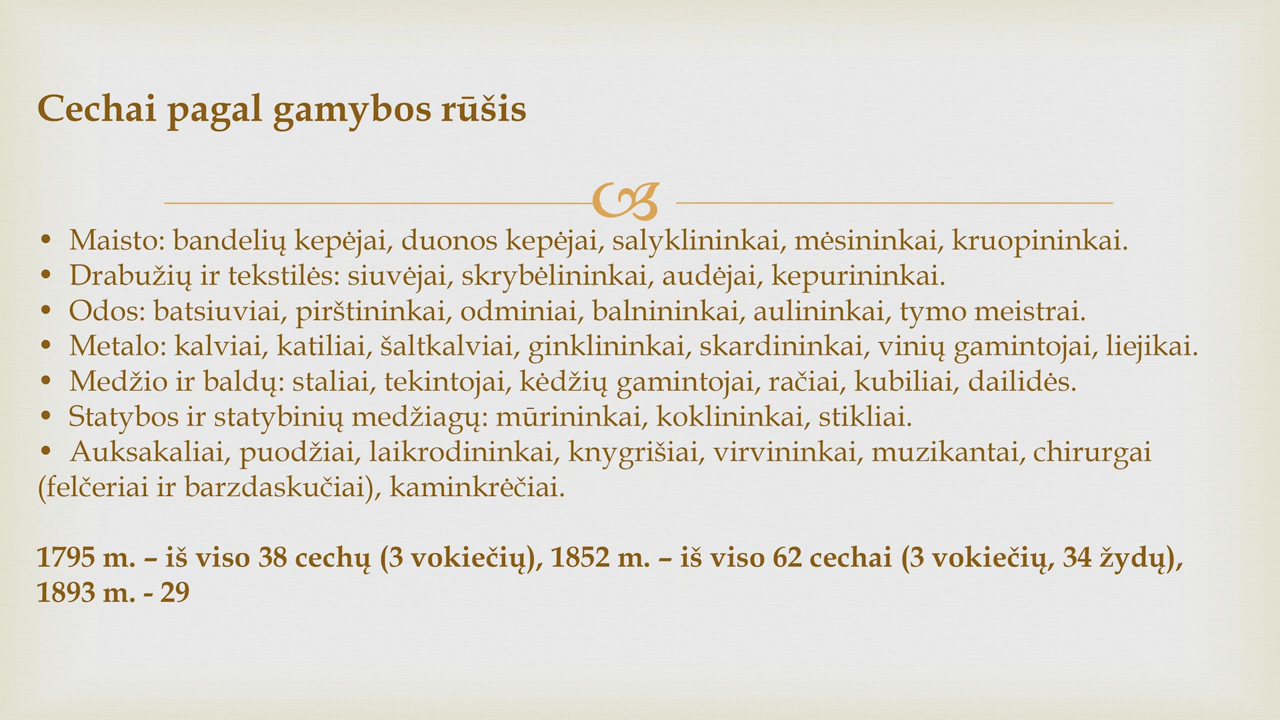 Cechai pagal gamybos rūšis
• Maisto: bandelių kepėjai, duonos kepėjai, salyklininkai, mėsininkai, kruopininkai.
• Drabužių ir tekstilės: siuvėjai, skrybėlininkai, audėjai, kepurininkai.
• Odos: batsiuviai, pirštininkai, odminiai, balnininkai, aulininkai, tymo meistrai.
• Metalo: kalviai, katiliai, šaltkalviai, ginklininkai, skardininkai, vinių gamintojai, liejikai.
• Medžio ir baldų: staliai, tekintojai, kėdžių gamintojai, račiai, kubiliai, dailidės.
• Statybos ir statybinių medžiagų: mūrininkai, koklininkai, stikliai.
• Auksakaliai, puodžiai, laikrodininkai, knygrišiai, virvininkai, muzikantai, chirurgai
(felčeriai ir barzdaskučiai), kaminkrėčiai.
1795 m. – iš viso 38 cechų (3 vokiečių), 1852 m. – iš viso 62 cechai (3 vokiečių, 34 žydų),
1893 m. - 29